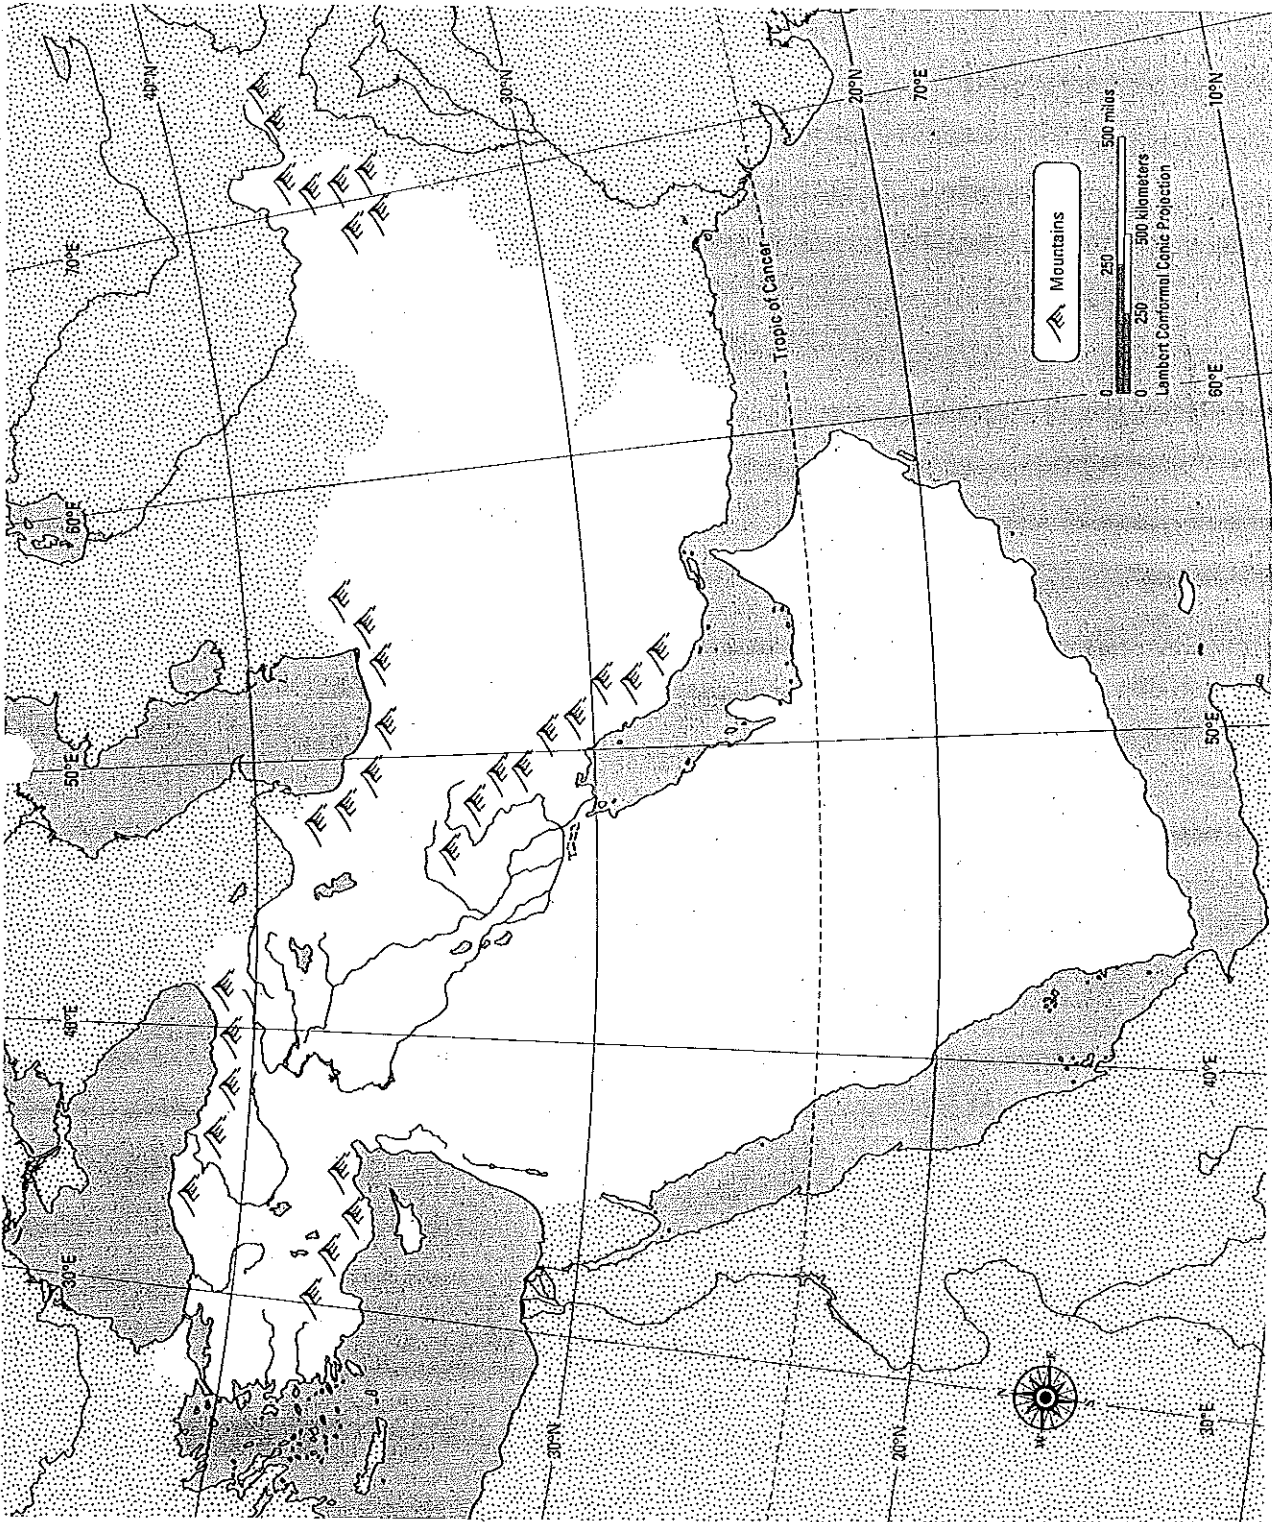 40°N
30°N
20°N
70°E
10°N
70°E
Tropic of Cancer
Mountains
0 250 500 miles
0 250 500 kilometers
Lambert Conformal Conic Projection
60°E
60°E
50°E
50°E
40°E
40°E
30°E
30°N
20°N
30°E
N
E
S
W